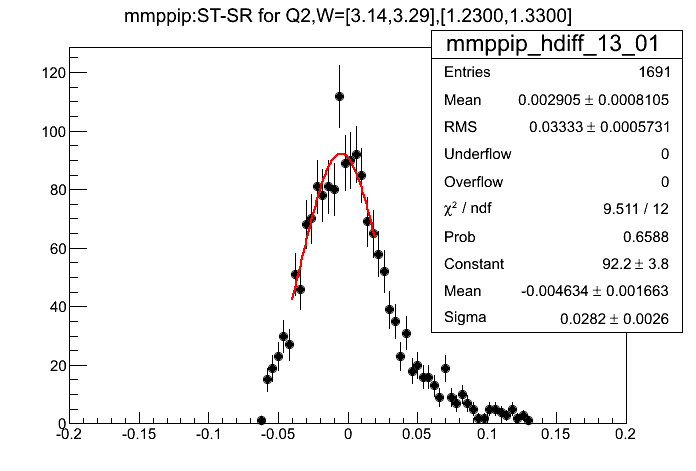 mmppip:ST-SR for Q2,W=[3.14,3.29],[1.2300,1.3300]
mmppip_hdiff_13_01
Entries 1691
Mean 0.002905 ± 0.0008105
RMS 0.03333 ± 0.0005731
Underflow 0
Overflow 0
χ² / ndf 9.511 / 12
Prob 0.6588
Constant 92.2 ± 3.8
Mean -0.004634 ± 0.001663
Sigma 0.0282 ± 0.0026
120
100
80
60
40
20
0
-0.2 -0.15 -0.1 -0.05 0 0.05 0.1 0.15 0.2